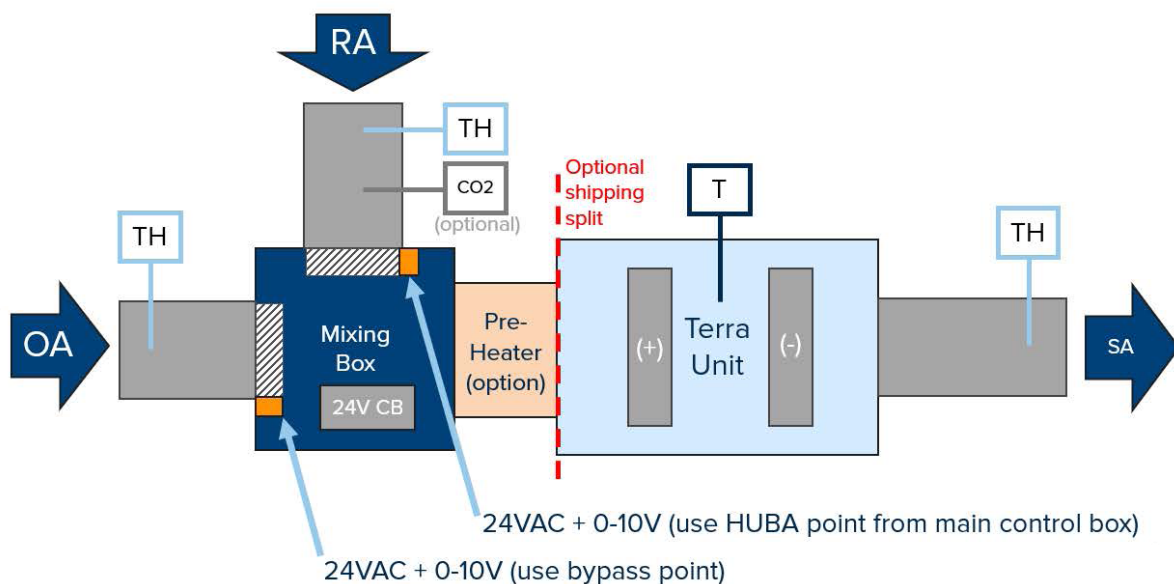 RA
TH
CO2
(optional)
Optional
shipping
split
T
TH
TH
OA
Mixing
Box
24V CB
Pre-
Heater
(option)
(+)
Terra
Unit
(-)
SA
24VAC + 0-10V (use HUBA point from main control box)
24VAC + 0-10V (use bypass point)